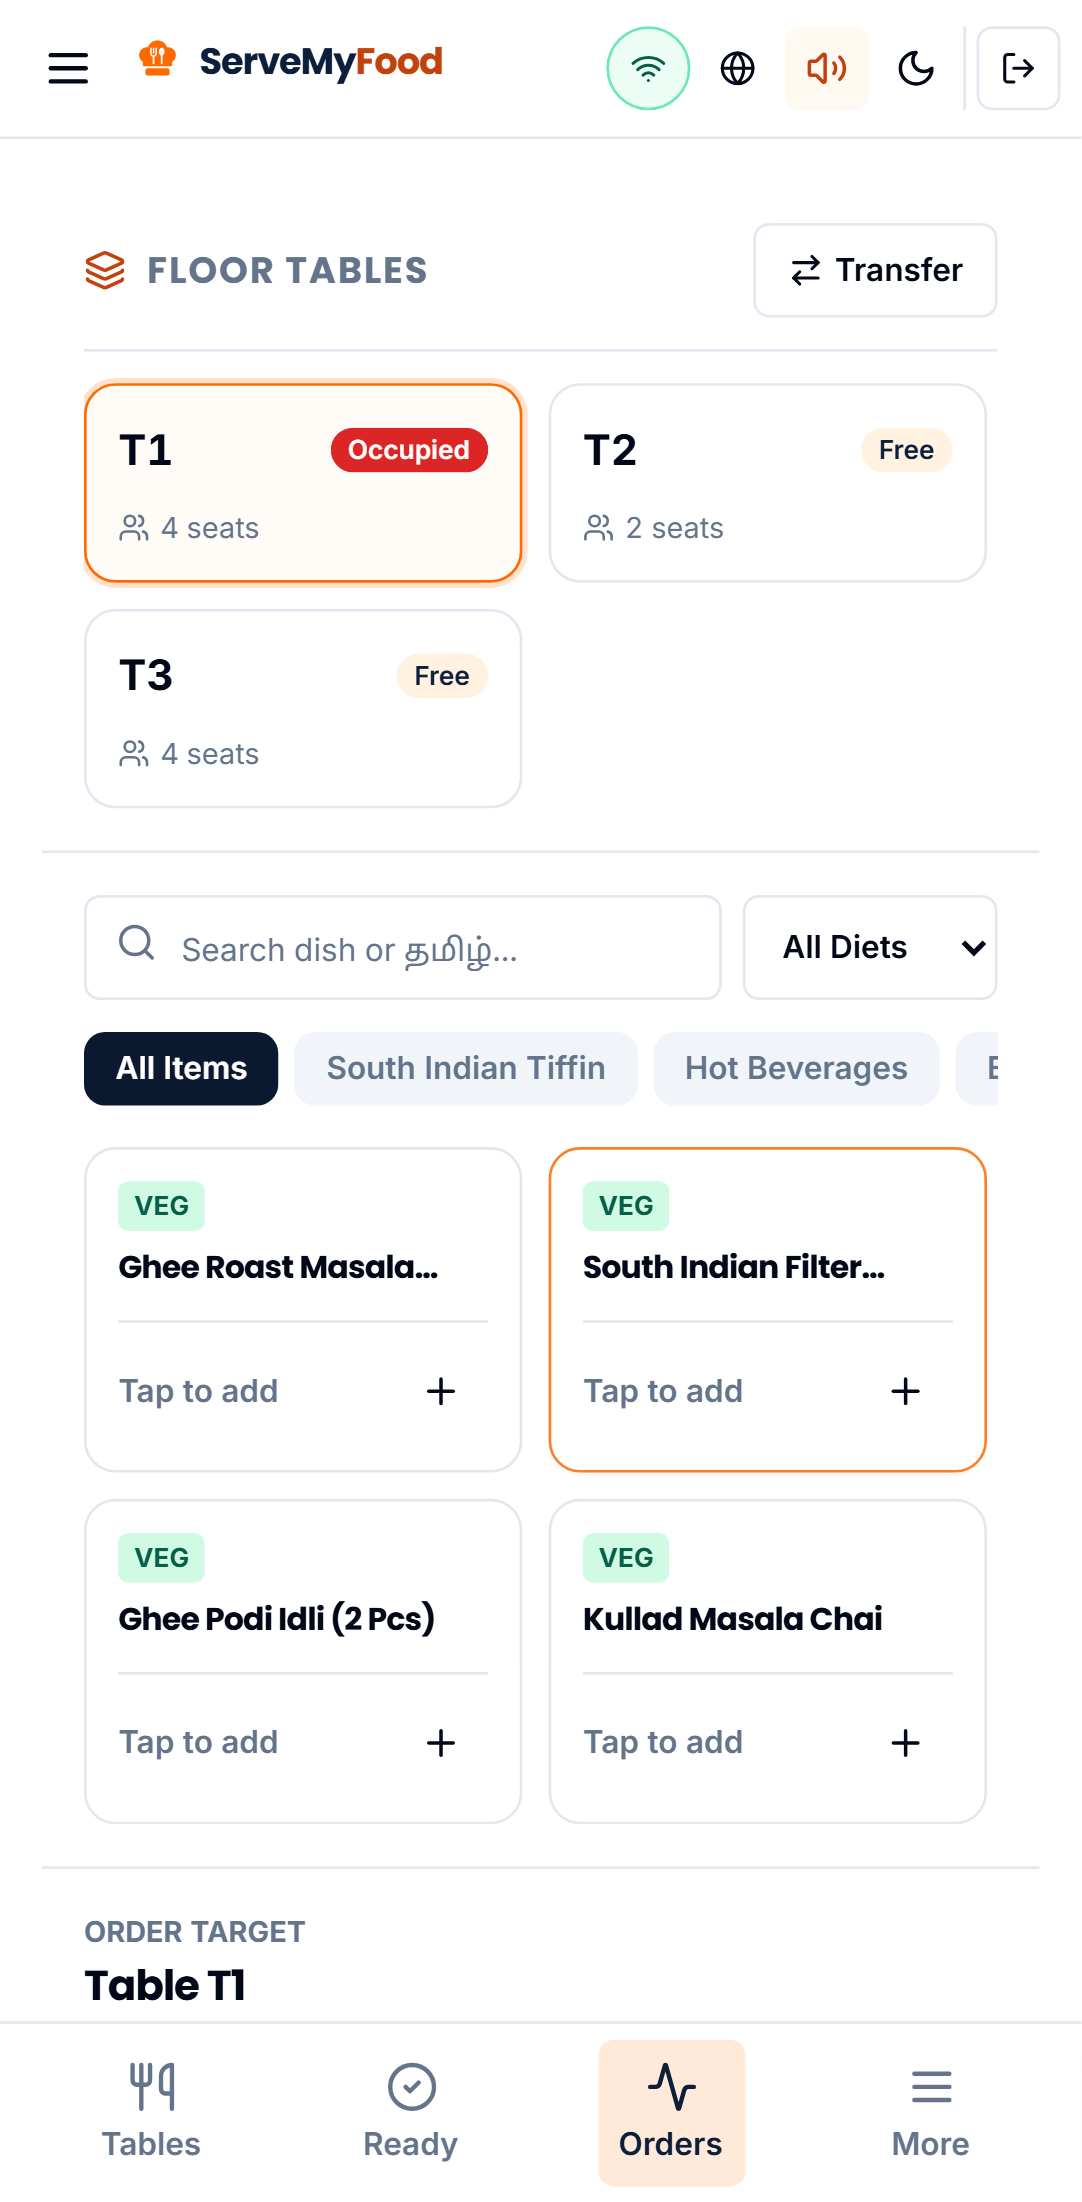 ServeMyFood
FLOOR TABLES
Transfer
T1
Occupied
4 seats
T2
Free
2 seats
T3
Free
4 seats
Search dish or தமிழ்...
All Diets
All Items
South Indian Tiffin
Hot Beverages
VEG
Ghee Roast Masala...
Tap to add
VEG
South Indian Filter...
Tap to add
VEG
Ghee Podi Idli (2 Pcs)
Tap to add
VEG
Kullad Masala Chai
Tap to add
ORDER TARGET
Table T1
Tables
Ready
Orders
More